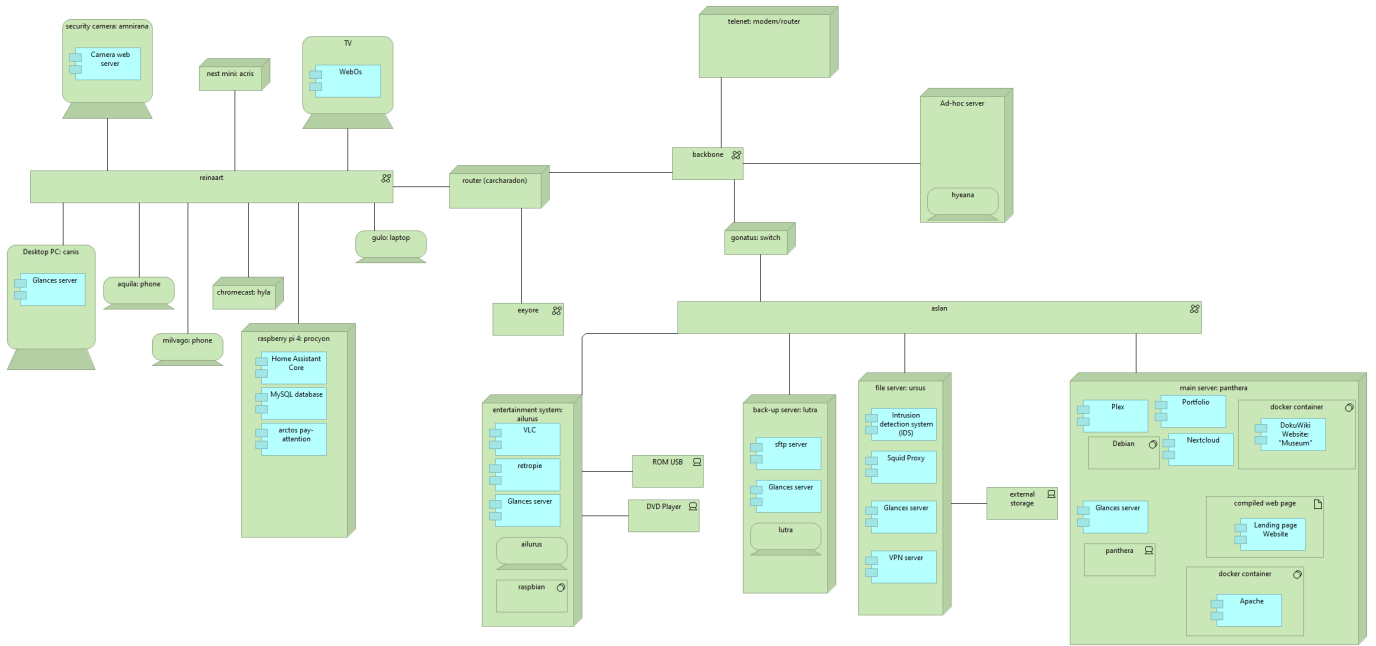 security camera: amnirana
Camera web
server
nest mini: acris
TV
WebOs
telenet: modem/router
Ad-hoc server
hyeana
backbone
reinaart
router (carcharadon)
gonatus: switch
gulo: laptop
Desktop PC: canis
Glances server
aquila: phone
chromecast: hyla
milvago: phone
raspberry pi 4: procyon
Home Assistant
Core
MySQL database
arctos pay-
attention
eeyore
aslan
entertainment system:
ailurus
VLC
retropie
Glances server
ailurus
raspbian
ROM USB
DVD Player
back-up server: lutra
sftp server
Glances server
lutra
file server: ursus
Intrusion
detection system
(IDS)
Squid Proxy
Glances server
VPN server
external
storage
main server: panthera
Plex
Portfolio
Debian
Nextcloud
docker container
DokuWiki
Website:
"Museum"
Glances server
panthera
compiled web page
Landing page
Website
docker container
Apache